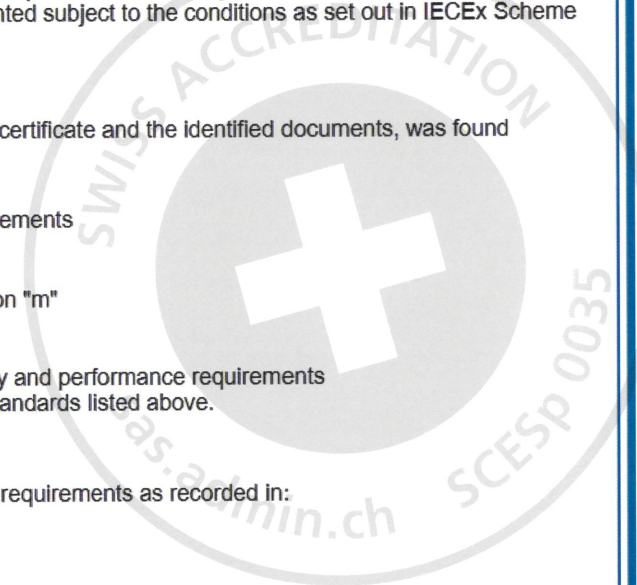 nted subject to the conditions as set out in IECEx Scheme
SWISS ACCREDITATION
certificate and the identified documents, was found
ements
on "m"
y and performance requirements
andards listed above.
requirements as recorded in:
sas.admin.ch
SCESp 0035